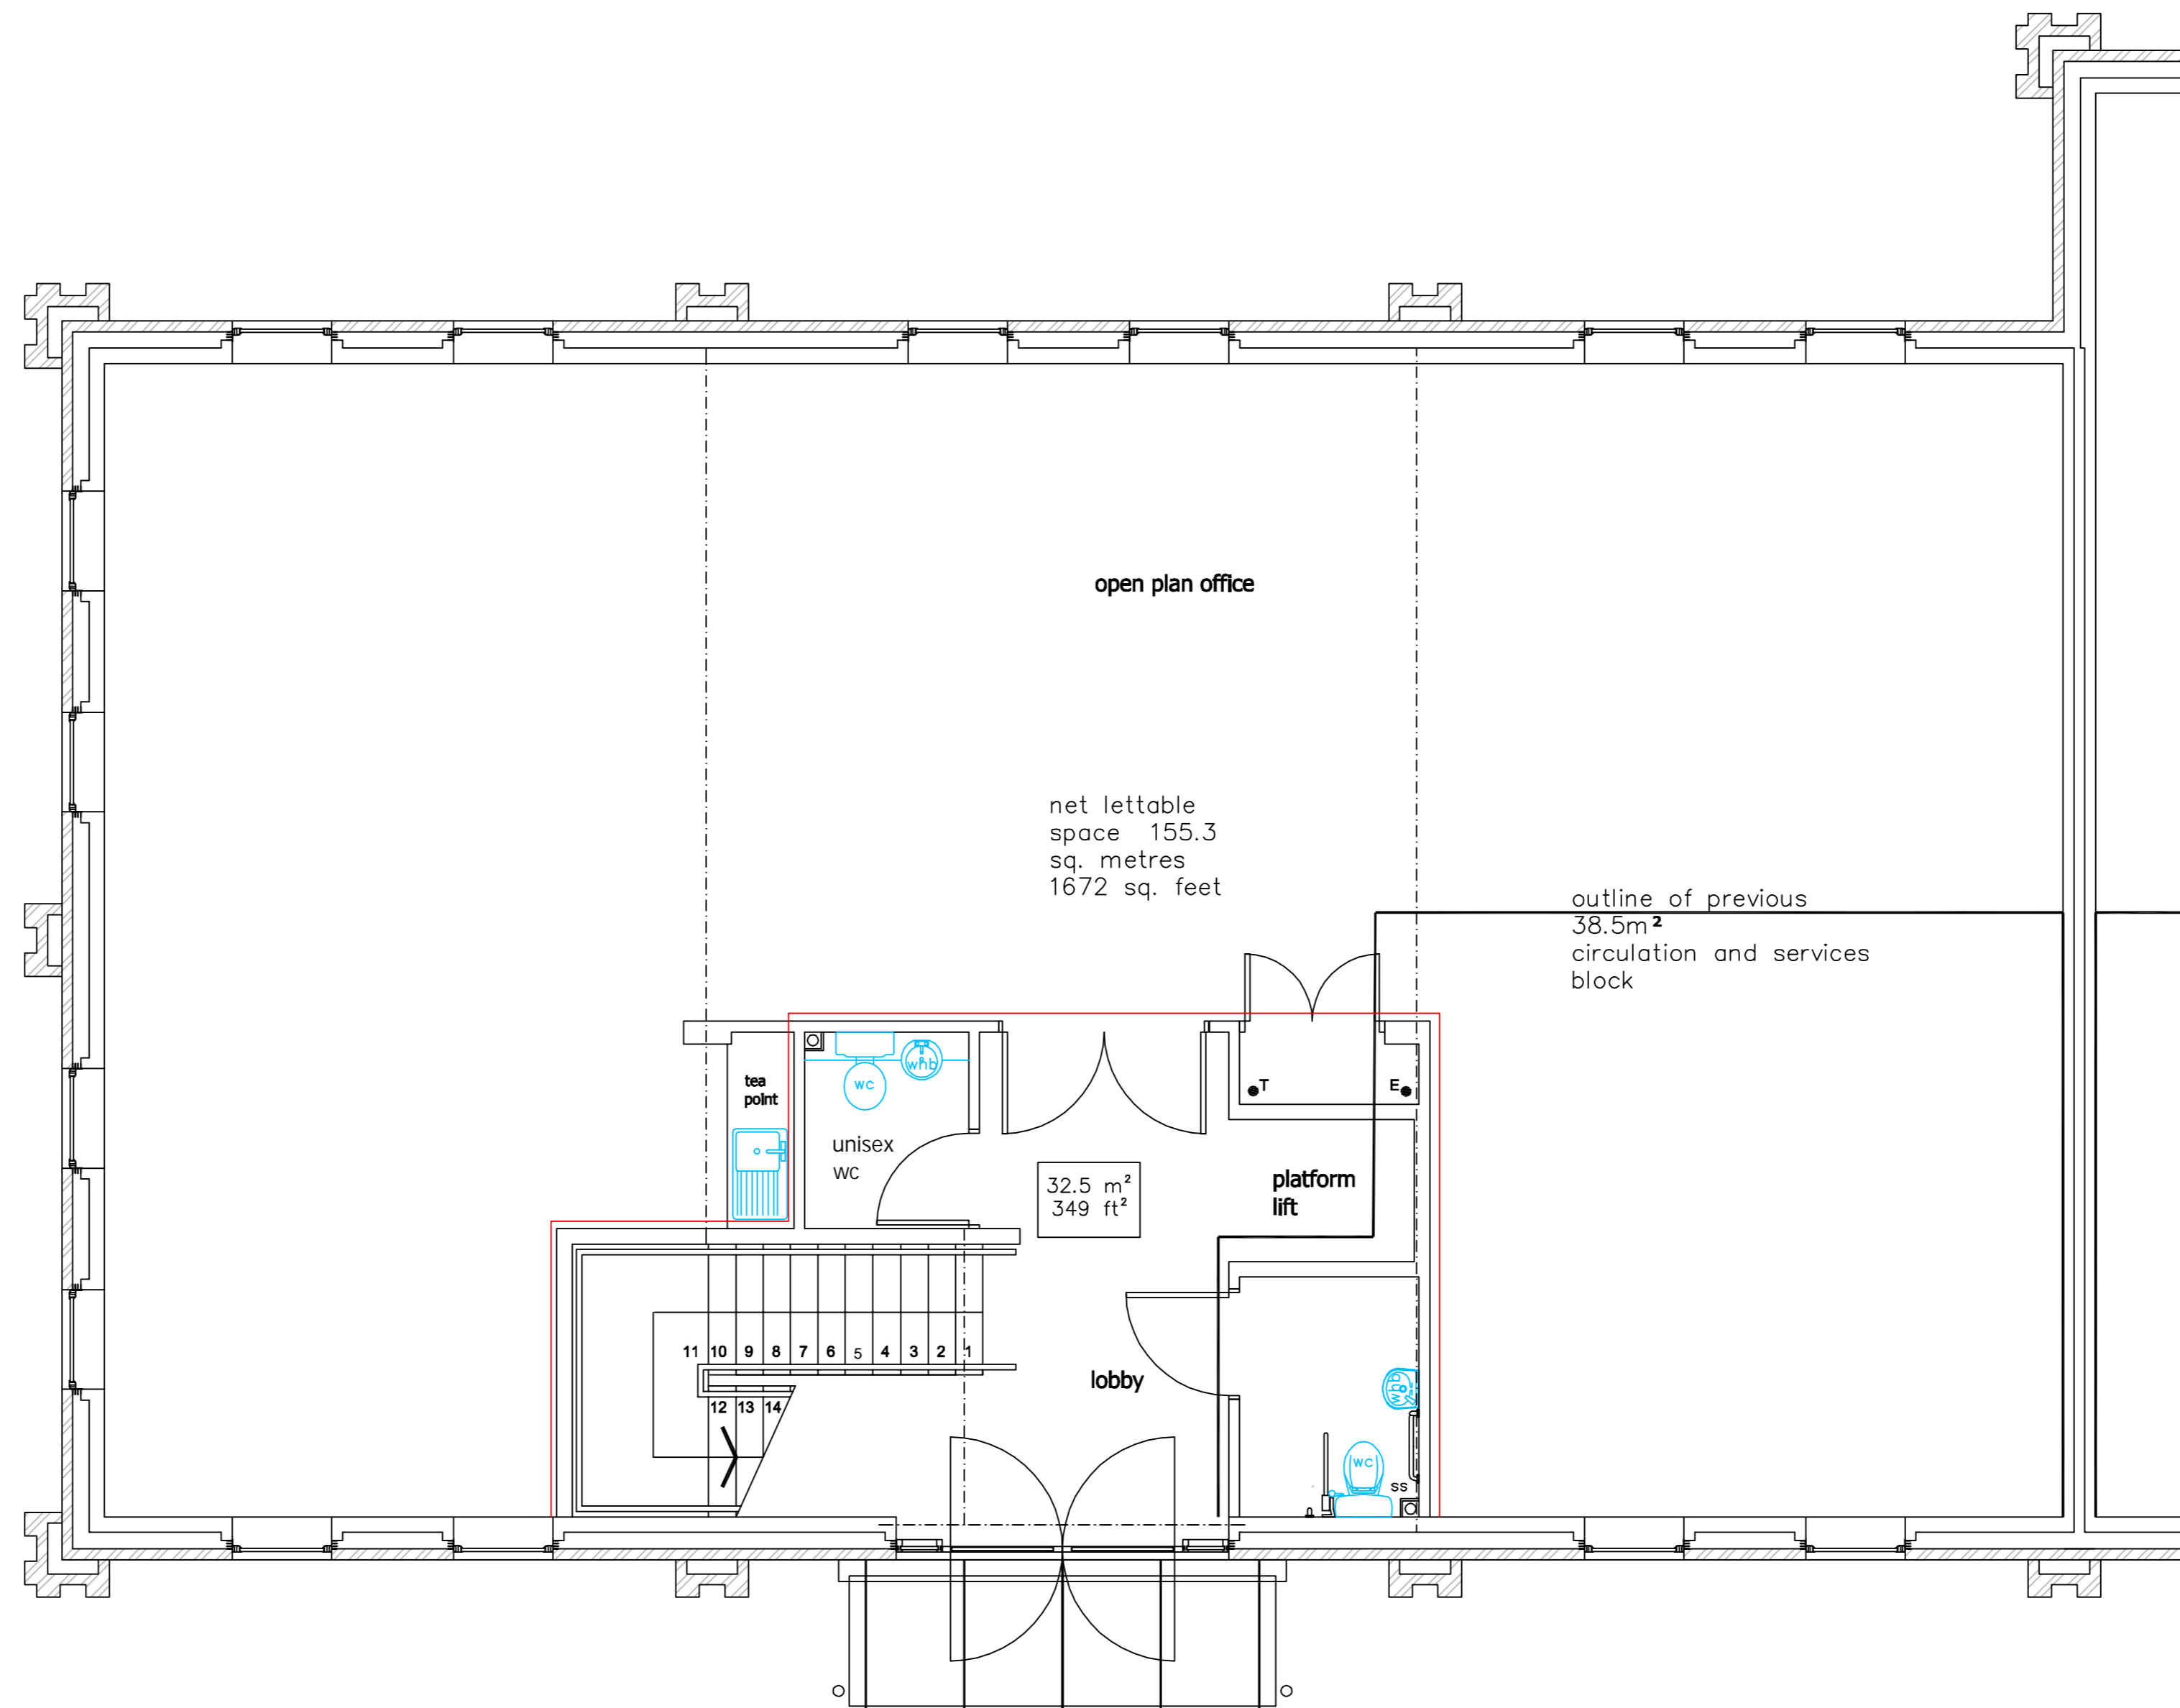 open plan office
net lettable
space 155.3
sq. metres
1672 sq. feet
outline of previous
38.5m²
circulation and services
block
tea
point
wc
whb
unisex
wc
T
E
32.5 m²
349 ft²
platform
lift
11 10 9 8 7 6 5 4 3 2 1
12 13 14
lobby
whb
wc
ss